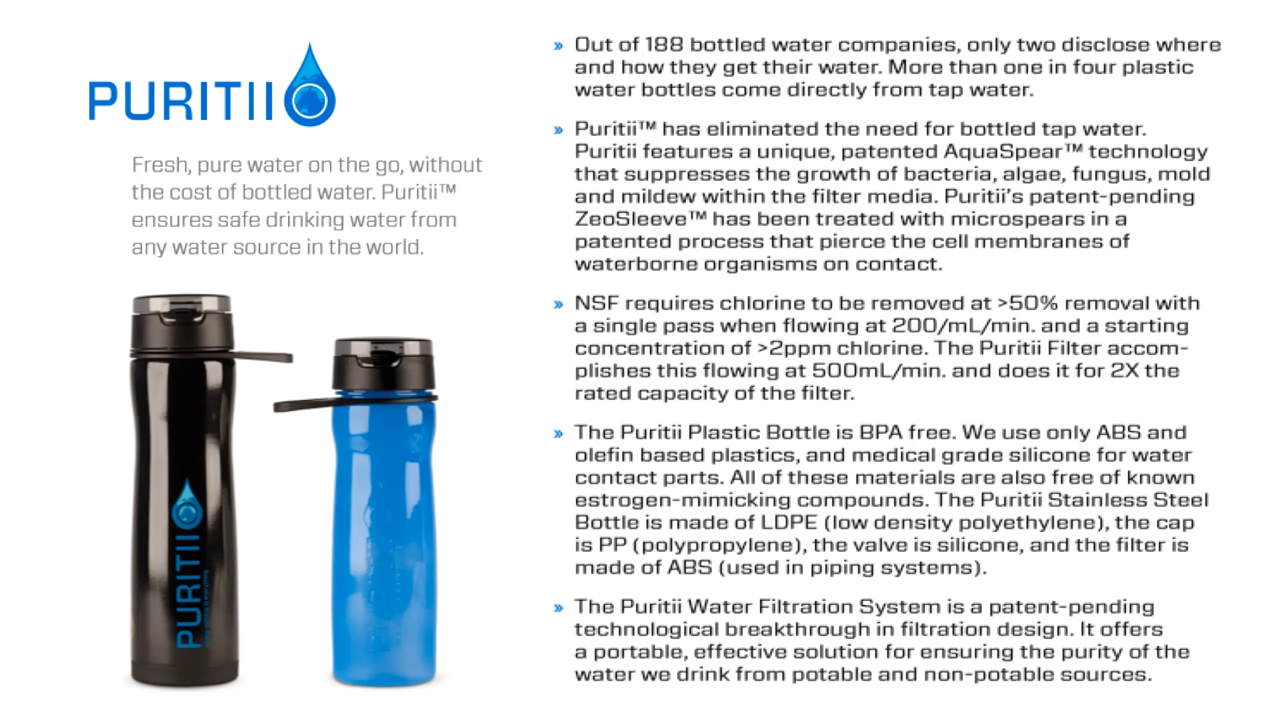 PURITII
Fresh, pure water on the go, without
the cost of bottled water. Puritii™
ensures safe drinking water from
any water source in the world.
PURITII
» Out of 188 bottled water companies, only two disclose where
and how they get their water. More than one in four plastic
water bottles come directly from tap water.
» Puritii™ has eliminated the need for bottled tap water.
Puritii features a unique, patented AquaSpear™ technology
that suppresses the growth of bacteria, algae, fungus, mold
and mildew within the filter media. Puritii's patent-pending
ZeoSleeve™ has been treated with microspears in a
patented process that pierce the cell membranes of
waterborne organisms on contact.
» NSF requires chlorine to be removed at >50% removal with
a single pass when flowing at 200/mL/min. and a starting
concentration of >2ppm chlorine. The Puritii Filter accom-
plishes this flowing at 500mL/min. and does it for 2X the
rated capacity of the filter.
» The Puritii Plastic Bottle is BPA free. We use only ABS and
olefin based plastics, and medical grade silicone for water
contact parts. All of these materials are also free of known
estrogen-mimicking compounds. The Puritii Stainless Steel
Bottle is made of LDPE (low density polyethylene), the cap
is PP (polypropylene), the valve is silicone, and the filter is
made of ABS (used in piping systems).
» The Puritii Water Filtration System is a patent-pending
technological breakthrough in filtration design. It offers
a portable, effective solution for ensuring the purity of the
water we drink from potable and non-potable sources.